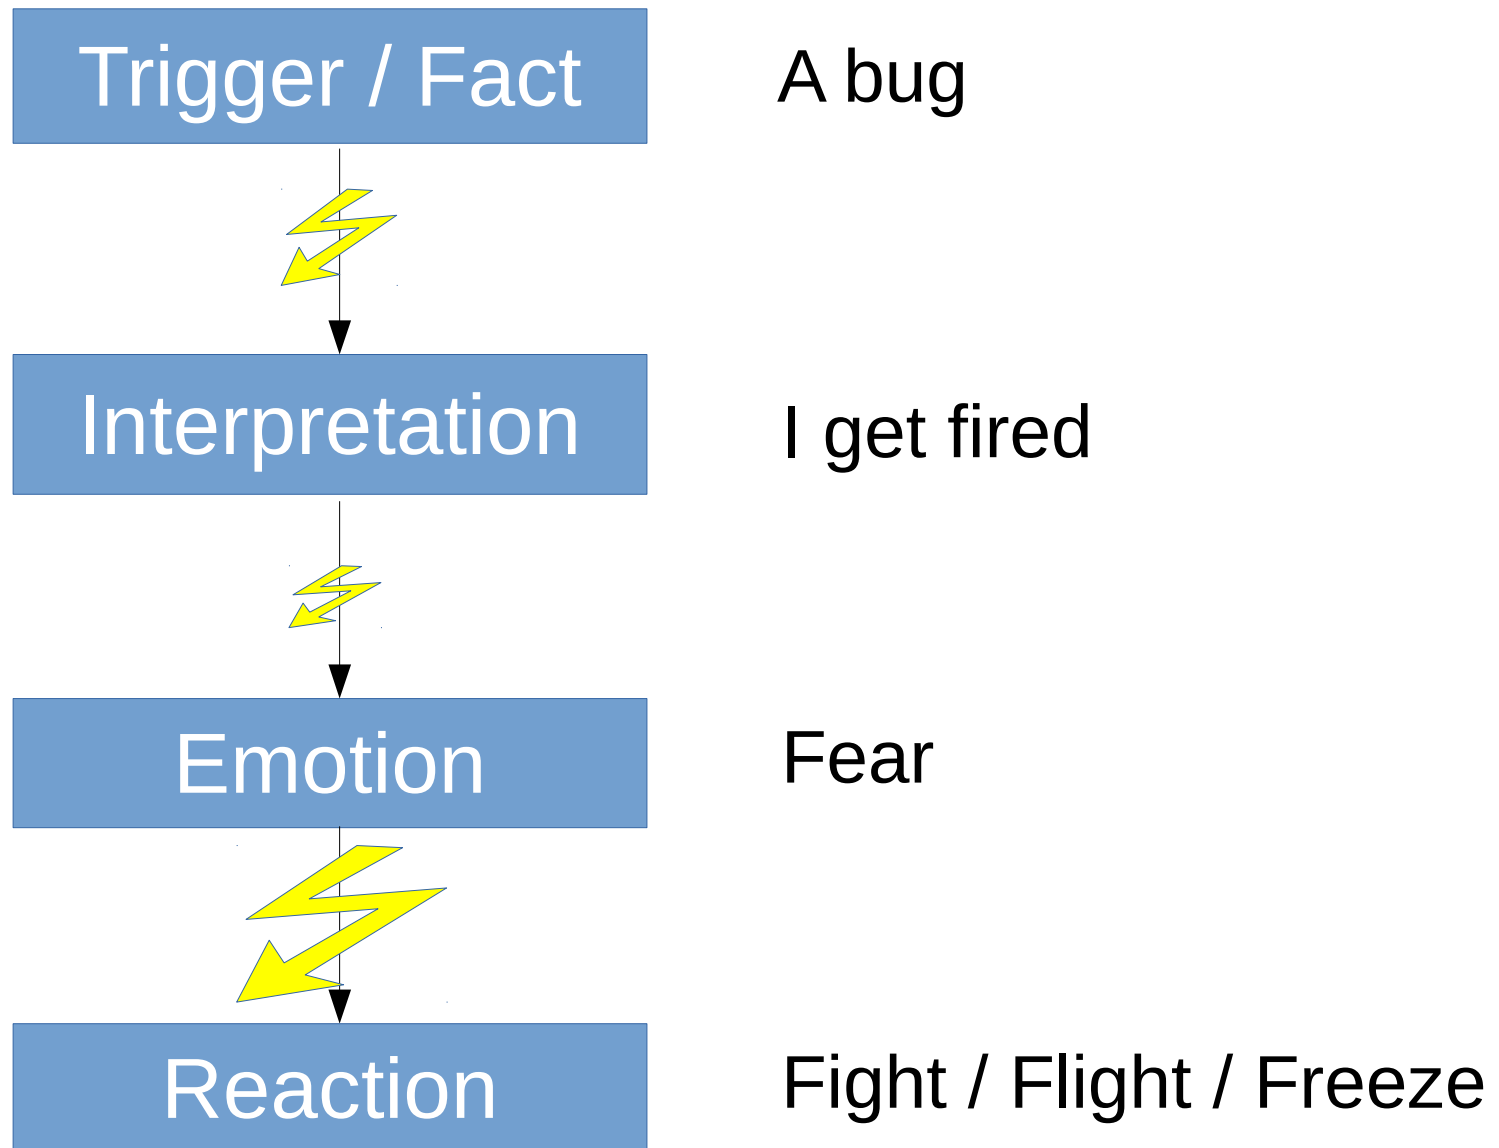 Trigger / Fact
A bug
Interpretation
I get fired
Emotion
Fear
Reaction
Fight / Flight / Freeze